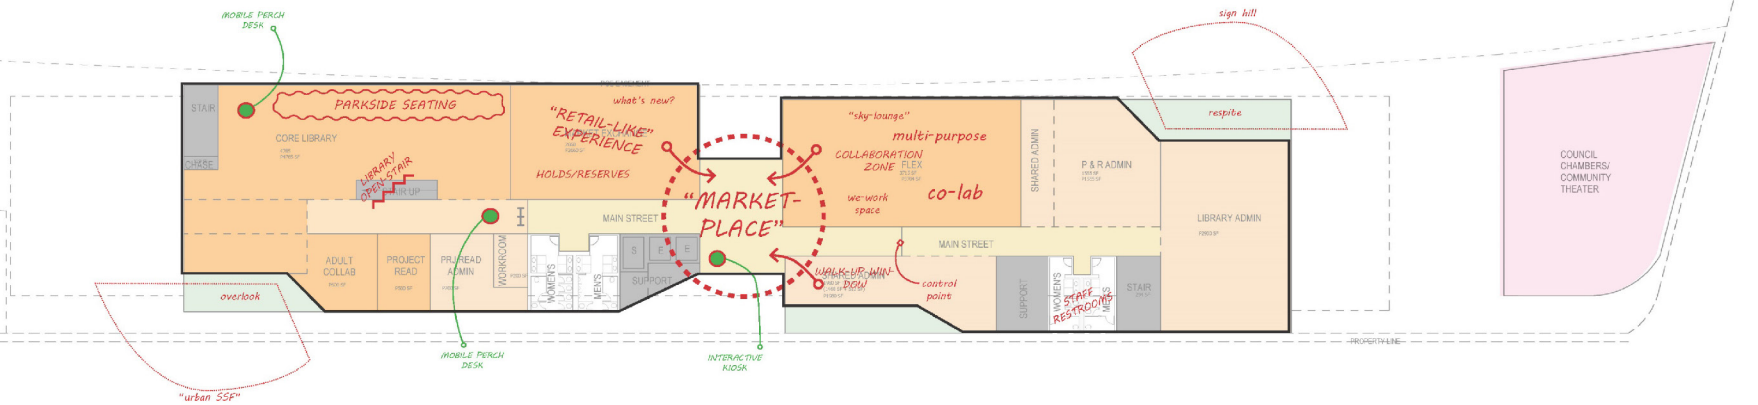 MOBILE PERCH
DESK
sign hill
STAIR
PARKSIDE SEATING
what's new?
"RETAIL-LIKE"
EXPERIENCE
CORE LIBRARY
CHASE
LIBRARY
OPEN-STAIR
HOLDS/RESERVES
"sky-lounge"
multi-purpose
COLLABORATION
ZONE
FLEX
we-work
space
co-lab
SHARED ADMIN
P & R ADMIN
respite
COUNCIL
CHAMBERS/
COMMUNITY
THEATER
"MARKET-
PLACE"
MAIN STREET
MAIN STREET
LIBRARY ADMIN
ADULT
COLLAB
PROJECT
READ
PRJ READ
ADMIN
WORKROOM
WOMEN'S
MEN'S
S
E
E
SUPPORT
WALK-UP WIN-
DOW
SHARED ADMIN
control
point
SUPPORT
WOMEN'S
STAFF
RESTROOMS
STAIR
overlook
"urban SSF"
MOBILE PERCH
DESK
INTERACTIVE
KIOSK
PROPERTY LINE